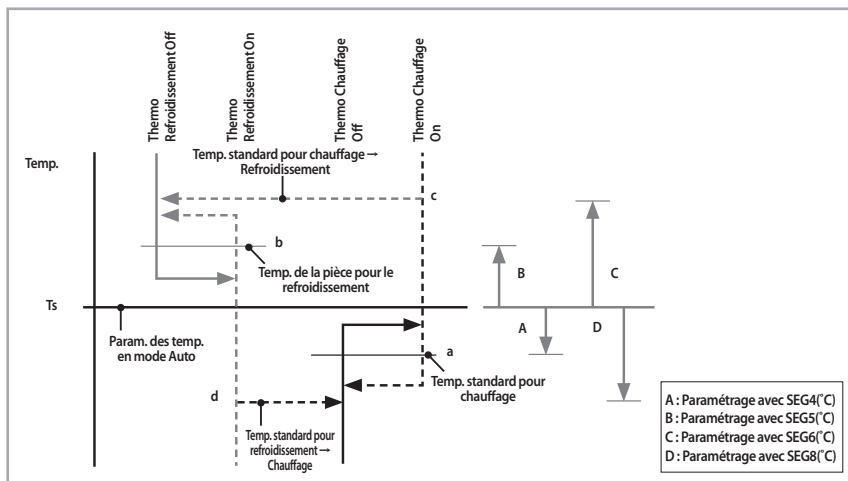 Thermo
Refroidissement Off
Thermo
Refroidissement On
Thermo Chauffage
Off
Thermo Chauffage
On
Temp. standard pour chauffage →
Refroidissement
Temp.
c
b
Temp. de la pièce pour le
refroidissement
B
C
Ts
A
D
Param. des temp.
en mode Auto
a
Temp. standard pour
chauffage
d
Temp. standard pour
refroidissement →
Chauffage
A : Paramétrage avec SEG4(˚C)
B : Paramétrage avec SEG5(˚C)
C : Paramétrage avec SEG6(˚C)
D : Paramétrage avec SEG8(˚C)